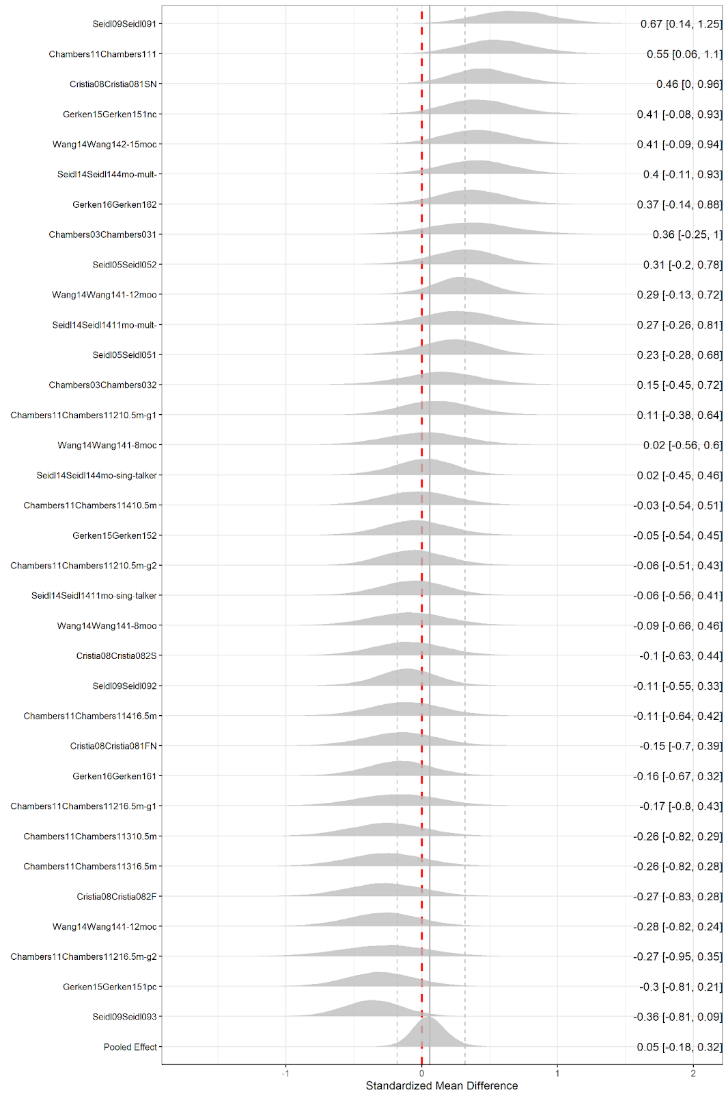 Seidl09Seidl091 0.67 [0.14, 1.25]
Chambers11Chambers111 0.55 [0.06, 1.1]
Cristia08Cristia081SN 0.46 [0, 0.96]
Gerken15Gerken151nc 0.41 [-0.08, 0.93]
Wang14Wang142-15moc 0.41 [-0.09, 0.94]
Seidl14Seidl144mo-mult- 0.4 [-0.11, 0.93]
Gerken16Gerken162 0.37 [-0.14, 0.88]
Chambers03Chambers031 0.36 [-0.25, 1]
Seidl05Seidl052 0.31 [-0.2, 0.78]
Wang14Wang141-12moo 0.29 [-0.13, 0.72]
Seidl14Seidl1411mo-mult- 0.27 [-0.26, 0.81]
Seidl05Seidl051 0.23 [-0.28, 0.68]
Chambers03Chambers032 0.15 [-0.45, 0.72]
Chambers11Chambers11210.5m-g1 0.11 [-0.38, 0.64]
Wang14Wang141-8moc 0.02 [-0.56, 0.6]
Seidl14Seidl144mo-sing-talker 0.02 [-0.45, 0.46]
Chambers11Chambers11410.5m -0.03 [-0.54, 0.51]
Gerken15Gerken152 -0.05 [-0.54, 0.45]
Chambers11Chambers11210.5m-g2 -0.06 [-0.51, 0.43]
Seidl14Seidl1411mo-sing-talker -0.06 [-0.56, 0.41]
Wang14Wang141-8moo -0.09 [-0.66, 0.46]
Cristia08Cristia082S -0.1 [-0.63, 0.44]
Seidl09Seidl092 -0.11 [-0.55, 0.33]
Chambers11Chambers11416.5m -0.11 [-0.64, 0.42]
Cristia08Cristia081FN -0.15 [-0.7, 0.39]
Gerken16Gerken161 -0.16 [-0.67, 0.32]
Chambers11Chambers11216.5m-g1 -0.17 [-0.8, 0.43]
Chambers11Chambers11310.5m -0.26 [-0.82, 0.29]
Chambers11Chambers11316.5m -0.26 [-0.82, 0.28]
Cristia08Cristia082F -0.27 [-0.83, 0.28]
Wang14Wang141-12moc -0.28 [-0.82, 0.24]
Chambers11Chambers11216.5m-g2 -0.27 [-0.95, 0.35]
Gerken15Gerken151pc -0.3 [-0.81, 0.21]
Seidl09Seidl093 -0.36 [-0.81, 0.09]
Pooled Effect 0.05 [-0.18, 0.32]
-1 0 1 2
Standardized Mean Difference